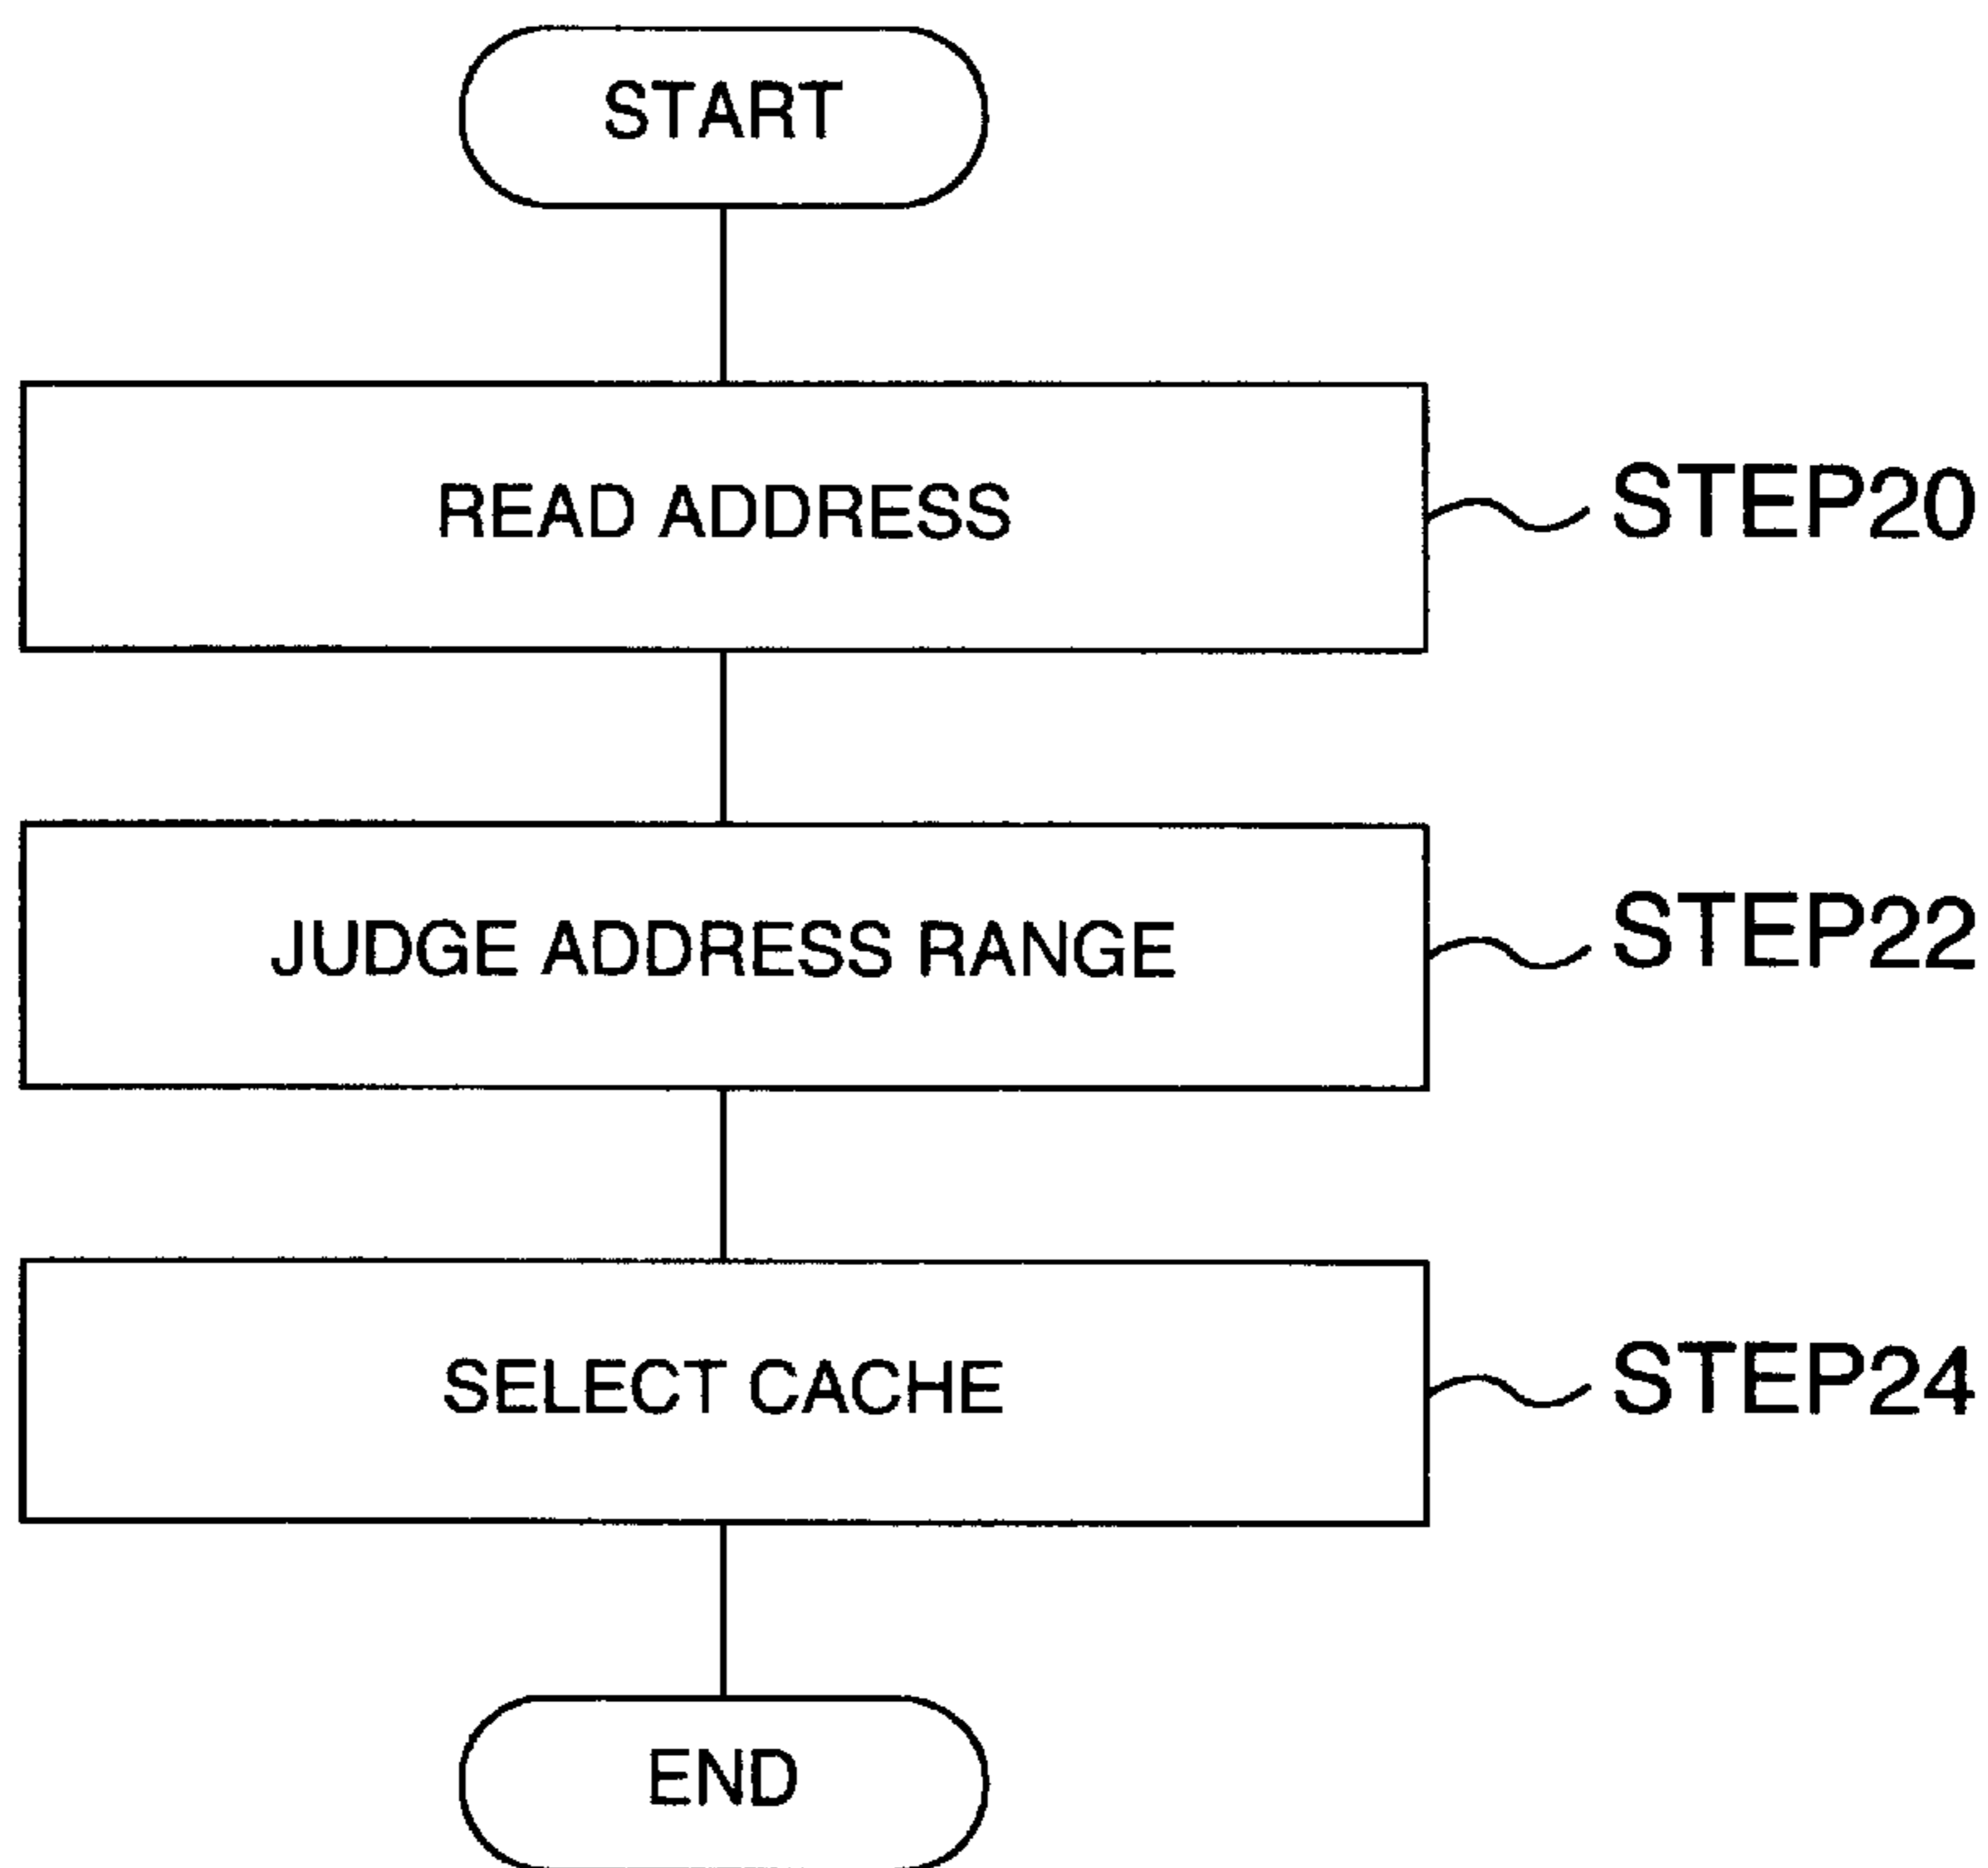 START
READ ADDRESS
STEP20
JUDGE ADDRESS RANGE
STEP22
SELECT CACHE
STEP24
END